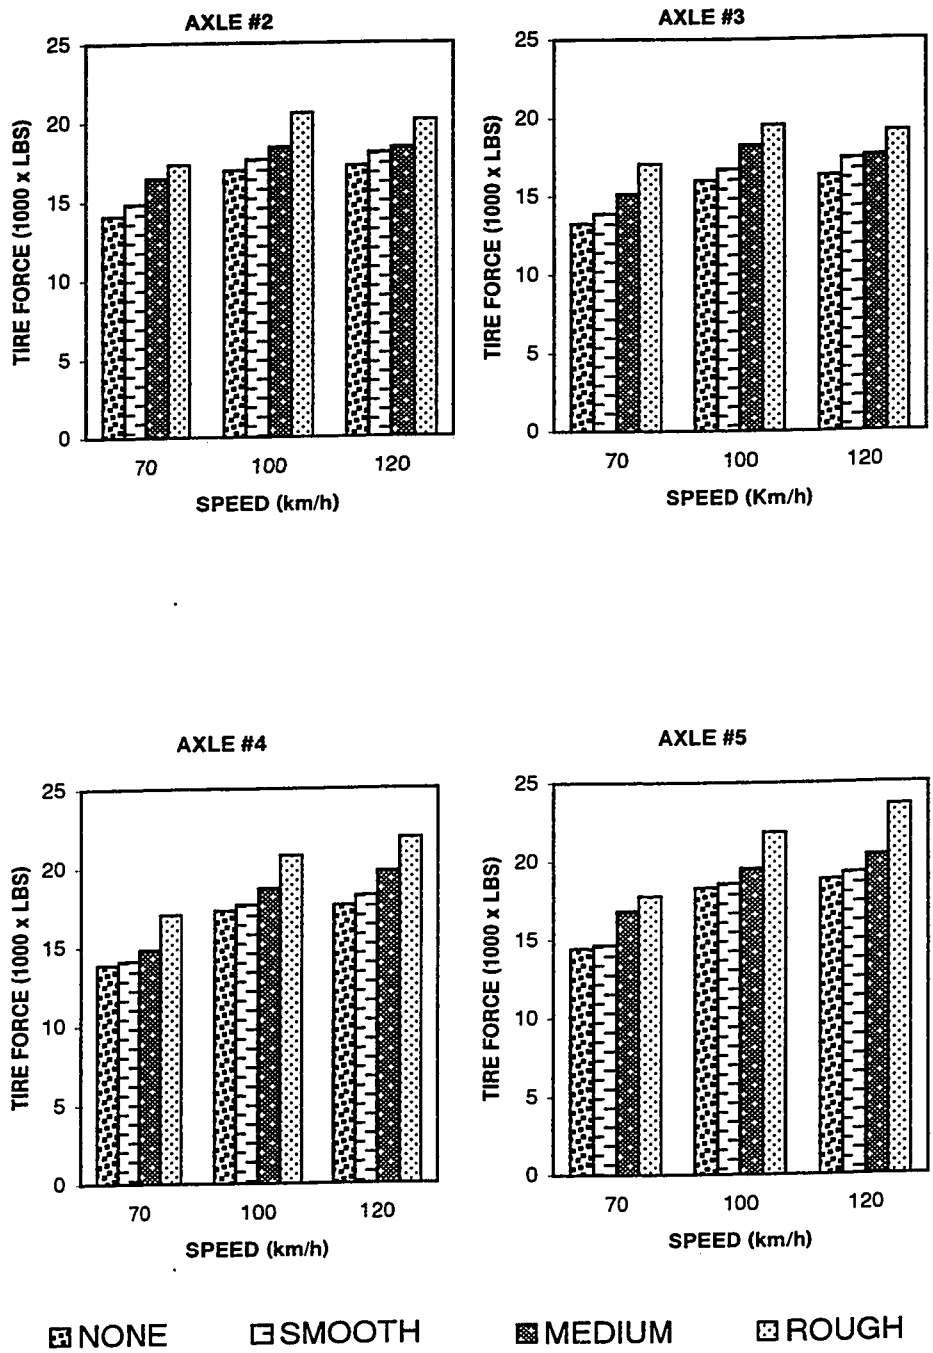 AXLE #2
TIRE FORCE (1000 x LBS)
25
20
15
10
5
0
70 100 120
SPEED (km/h)
AXLE #3
TIRE FORCE (1000 x LBS)
25
20
15
10
5
0
70 100 120
SPEED (Km/h)
AXLE #4
TIRE FORCE (1000 x LBS)
25
20
15
10
5
0
70 100 120
SPEED (km/h)
AXLE #5
TIRE FORCE (1000 x LBS)
25
20
15
10
5
0
70 100 120
SPEED (km/h)
NONE SMOOTH MEDIUM ROUGH